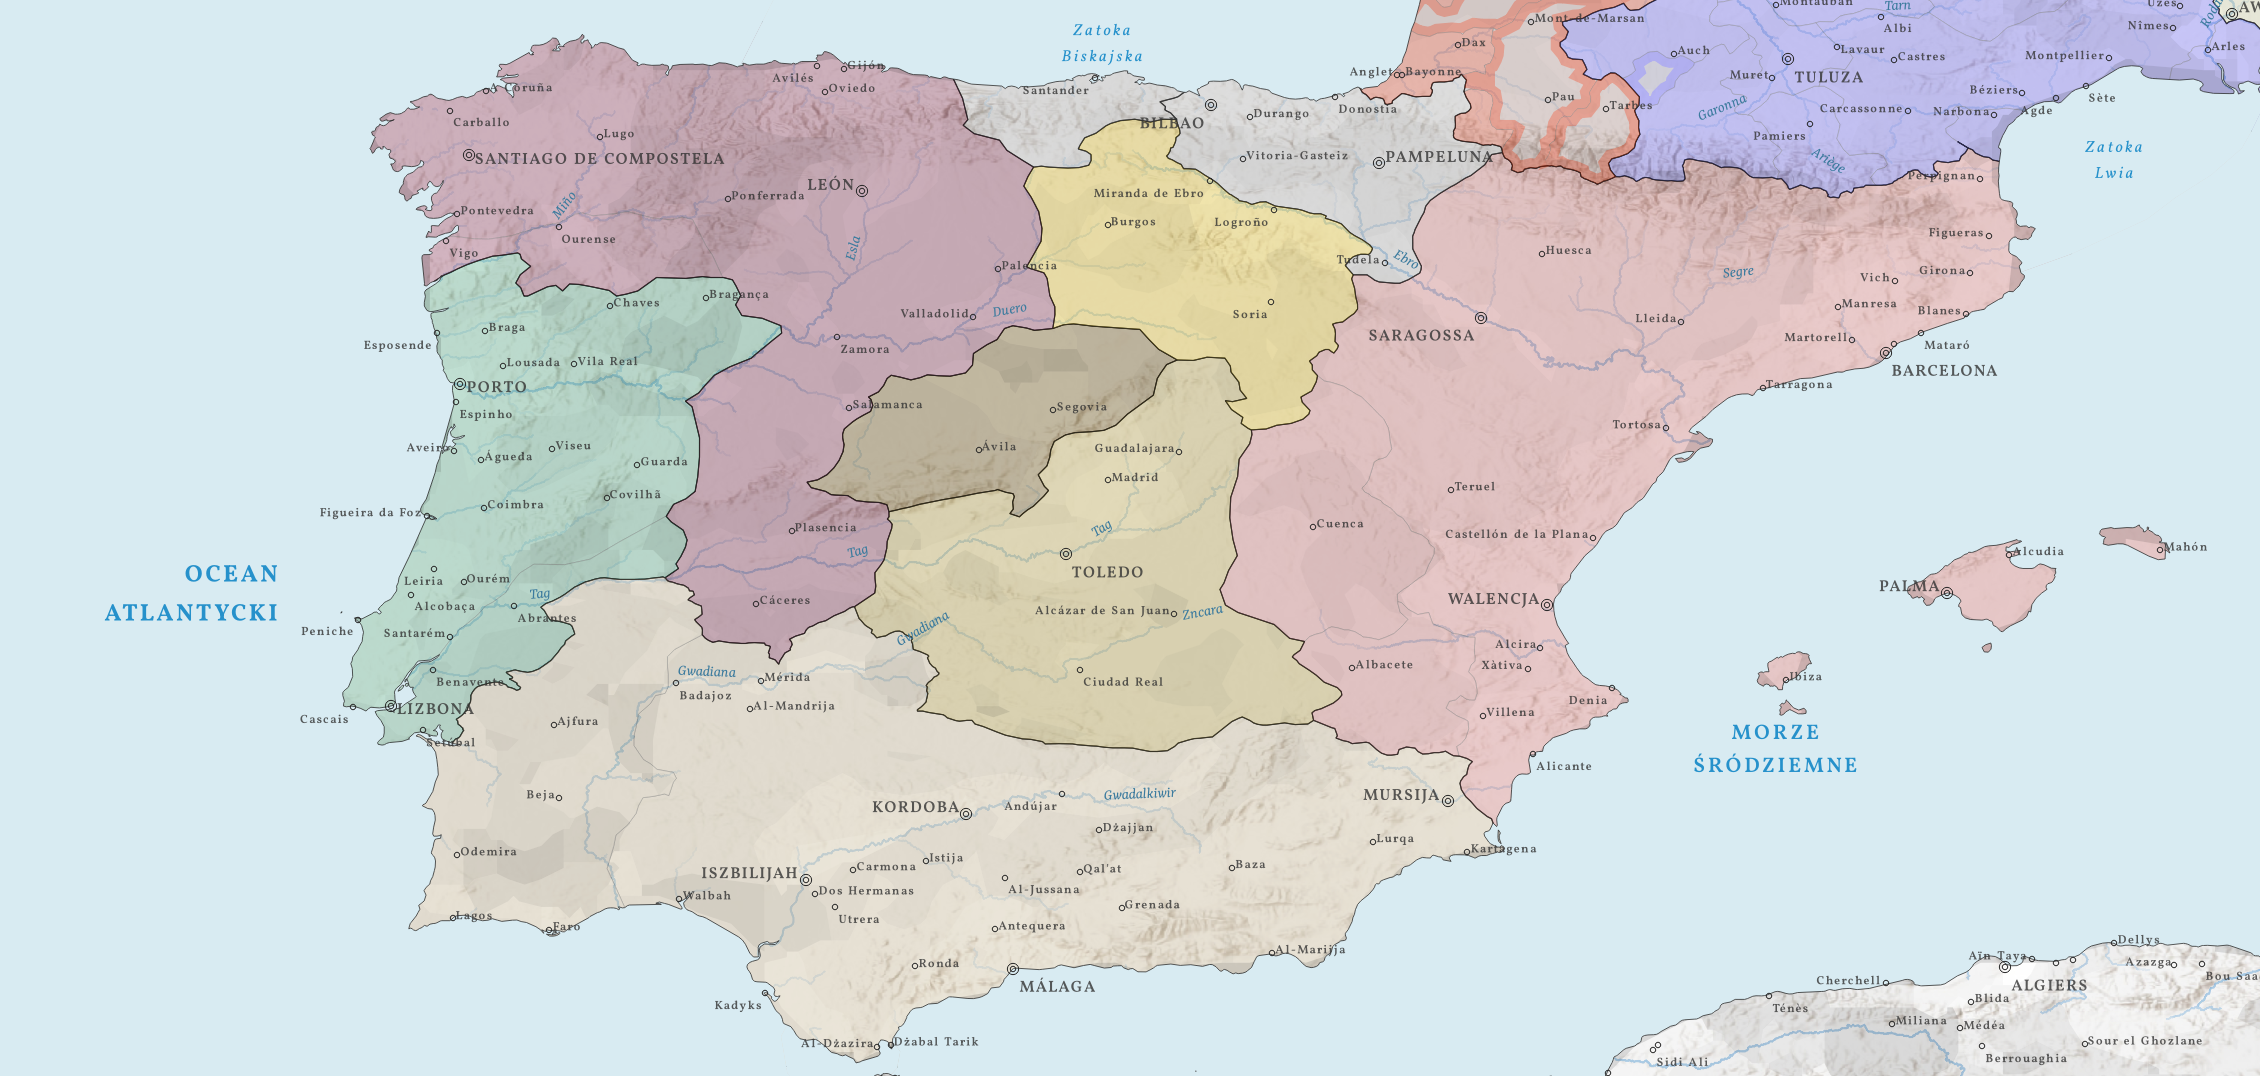 Zatoka
Biskajska
Mont-de-Marsan
Montauban
Tarn
Albi
Uzès
Nîmes
Arles
Dax
Auch
Lavaur
Castres
Montpellier
Anglet
Bayonne
Muret
TULUZA
Avilés
Gijón
Oviedo
A Coruña
Santander
Pau
Tarbes
Garonna
Carcassonne
Béziers
Narbona
Agde
Sète
Carballo
Lugo
BILBAO
Durango
Donostia
Pamiers
Ariège
Zatoka
Lwia
SANTIAGO DE COMPOSTELA
Vitoria-Gasteiz
PAMPELUNA
Perpignan
LEÓN
Ponferrada
Miranda de Ebro
Pontevedra
Miño
Burgos
Logroño
Figueras
Vigo
Ourense
Esla
Palencia
Tudela
Ebro
Huesca
Segre
Vich
Girona
Chaves
Bragança
Valladolid
Duero
Soria
Lleida
Manresa
Blanes
Esposende
Braga
Zamora
SARAGOSSA
Martorell
Mataró
Lousada
Vila Real
BARCELONA
PORTO
Tarragona
Espinho
Salamanca
Segovia
Tortosa
Aveiro
Águeda
Viseu
Guarda
Ávila
Guadalajara
Madrid
Coimbra
Covilhã
Teruel
Figueira da Foz
Plasencia
Tag
Tag
Cuenca
Castellón de la Plana
Mahón
Alcudia
OCEAN
ATLANTYCKI
Leiria
Ourém
TOLEDO
PALMA
Alcobaça
Tag
Abrantes
Cáceres
Alcázar de San Juan
Zncara
WALENCJA
Peniche
Santarém
Gwadiana
Alcira
Xàtiva
Benavente
Gwadiana
Badajoz
Mérida
Ciudad Real
Albacete
Ibiza
Cascais
LIZBONA
Al-Mandrija
Villena
Denia
Setúbal
Ajfura
MORZE
ŚRÓDZIEMNE
Alicante
Beja
KORDOBA
Andújar
Gwadalkiwir
MURSIJA
Odemira
Dżajjan
Lurqa
Kartagena
ISZBILIJAH
Carmona
Istija
Qal'at
Baza
Walbah
Dos Hermanas
Al-Jussana
Utrera
Grenada
Lagos
Faro
Antequera
Al-Marijja
Ronda
MÁLAGA
Kadyks
Al-Dżazira
Dżabal Tarik
Dellys
Aïn Taya
Azazga
Cherchell
ALGIERS
Ténès
Blida
Miliana
Médéa
Sour el Ghozlane
Sidi Ali
Berrouaghia